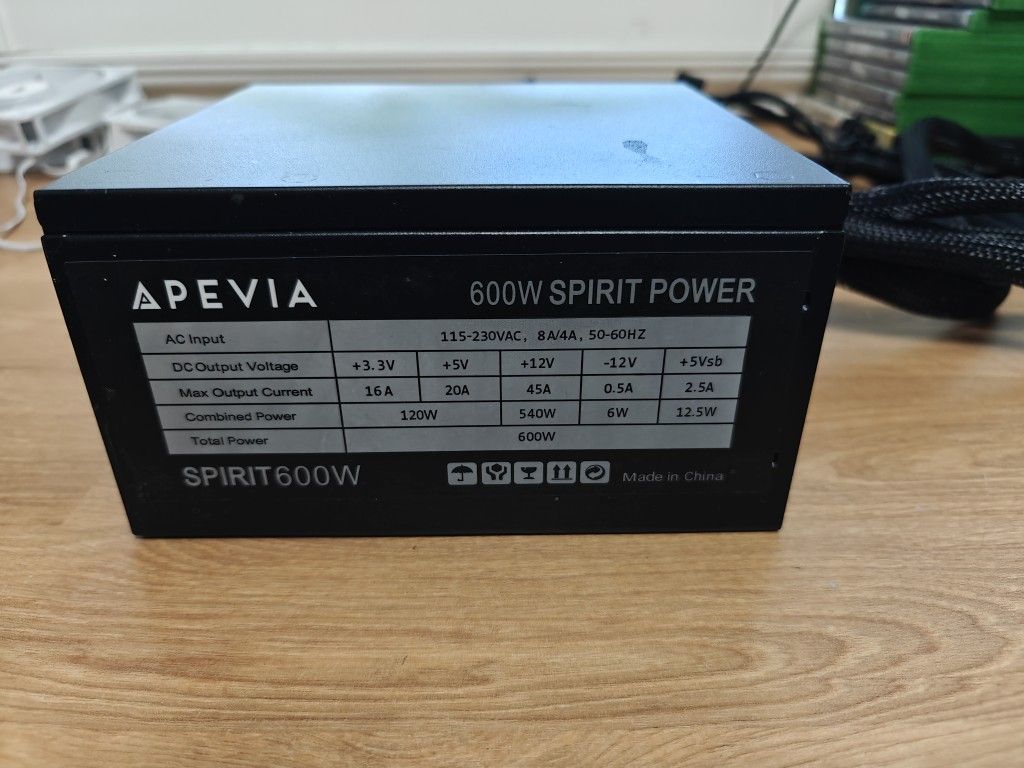 APEVIA 600W SPIRIT POWER
AC Input 115-230VAC, 8A/4A, 50-60HZ
DC Output Voltage +3.3V +5V +12V -12V +5Vsb
Max Output Current 16A 20A 45A 0.5A 2.5A
Combined Power 120W 540W 6W 12.5W
Total Power 600W
SPIRIT600W Made in China